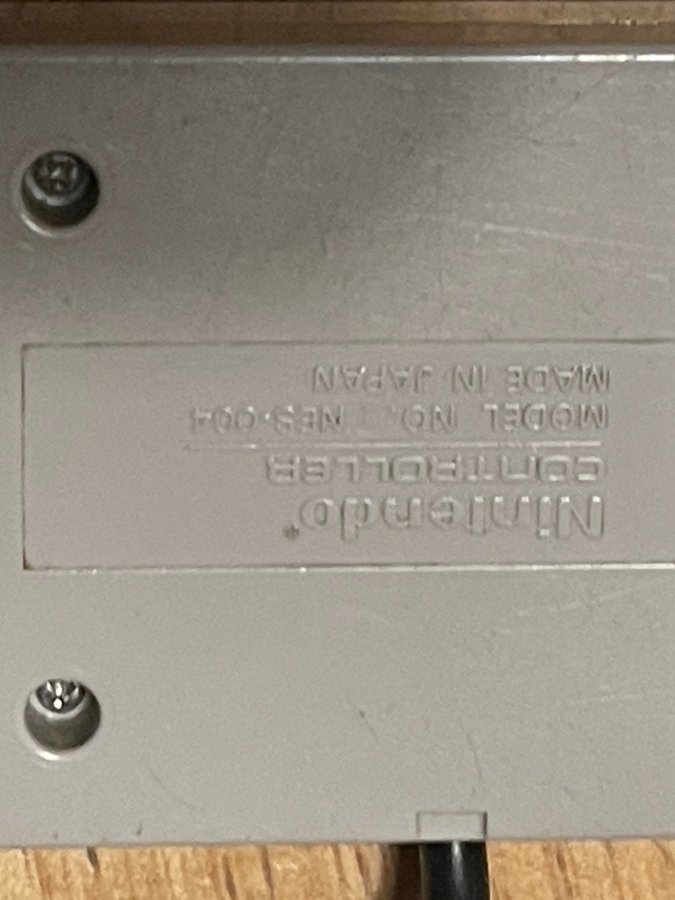 Nintendo®
CONTROLLER
MODEL NO. : NES-004
MADE IN JAPAN